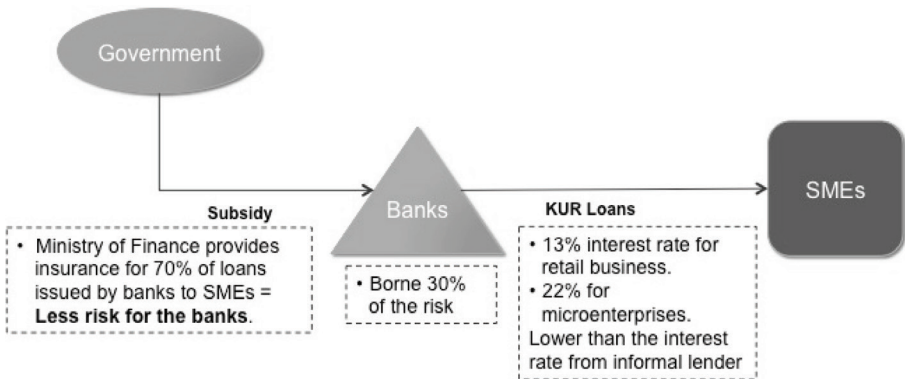 Government
Subsidy
• Ministry of Finance provides
insurance for 70% of loans
issued by banks to SMEs =
Less risk for the banks.
Banks
• Borne 30%
of the risk
KUR Loans
• 13% interest rate for
retail business.
• 22% for
microenterprises.
Lower than the interest
rate from informal lender
SMEs